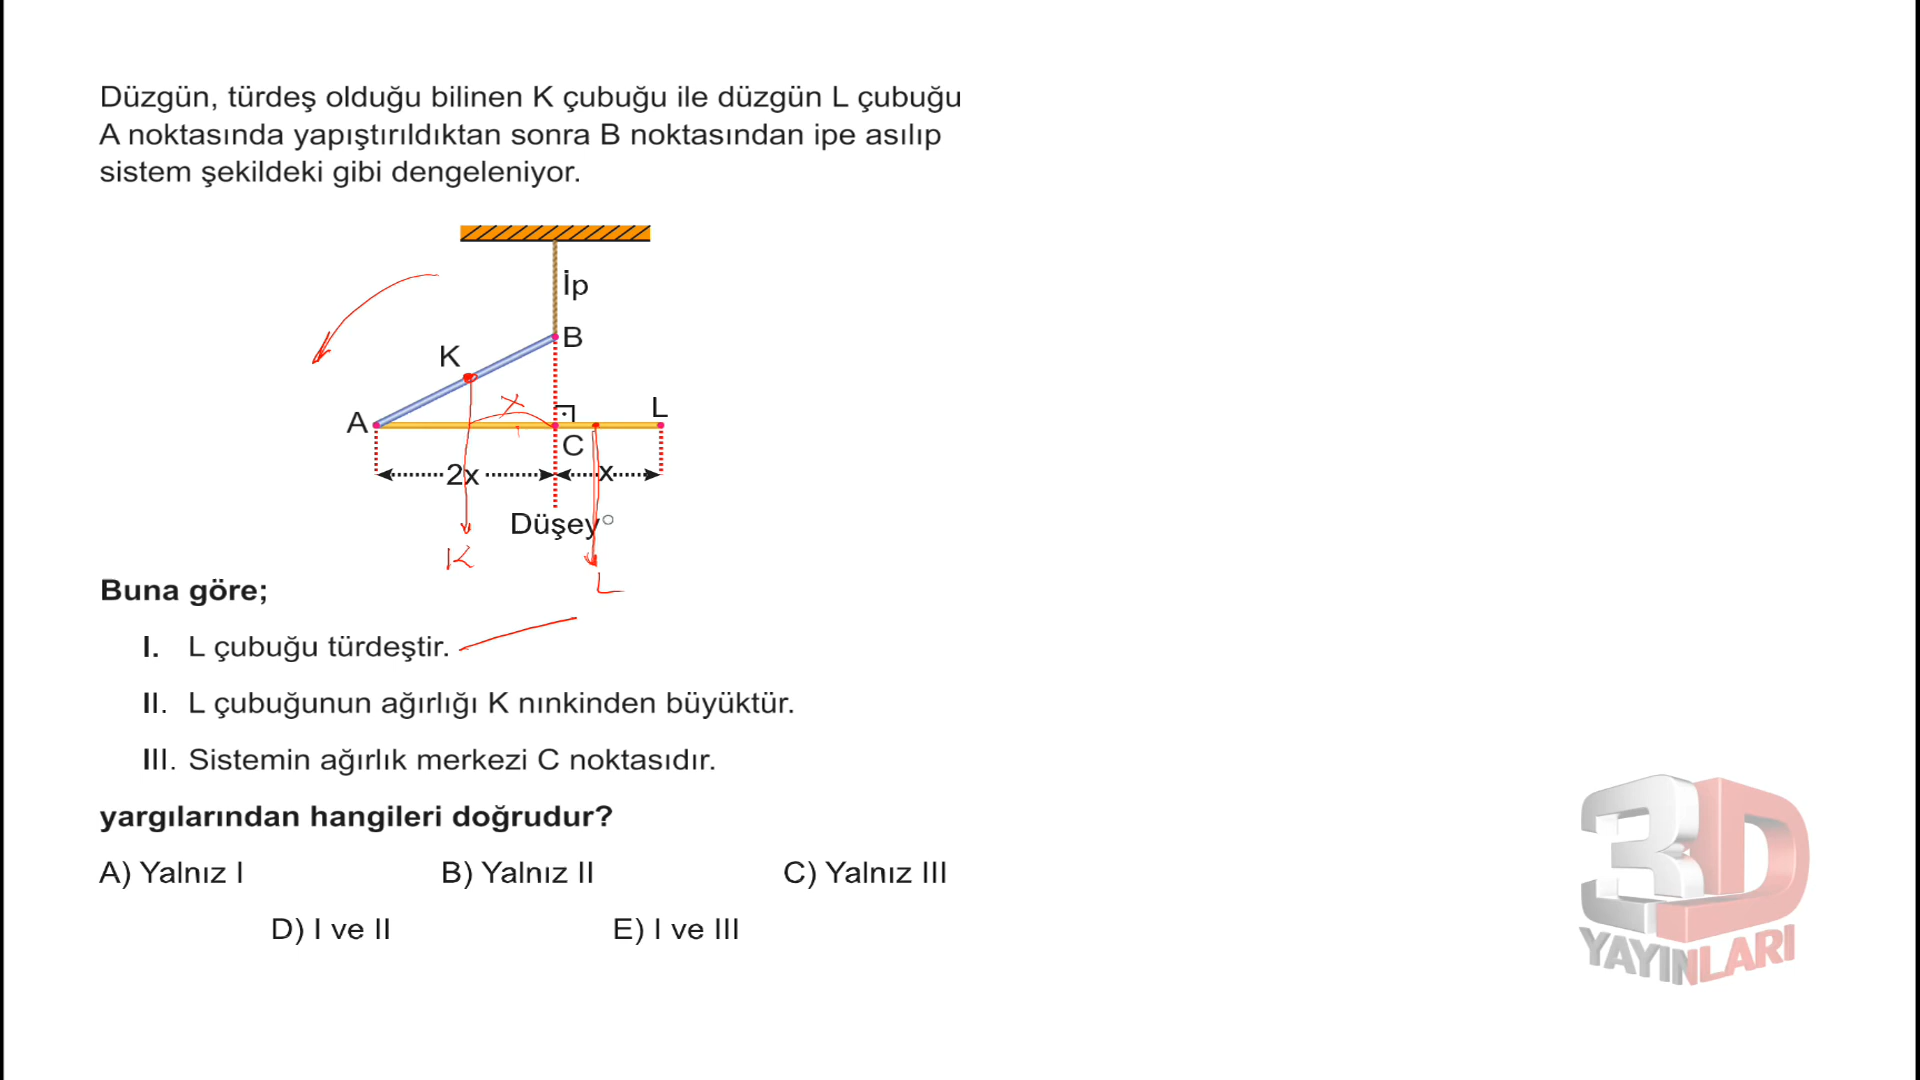 Düzgün, türdeş olduğu bilinen K çubuğu ile düzgün L çubuğu
A noktasında yapıştırıldıktan sonra B noktasından ipe asılıp
sistem şekildeki gibi dengeleniyor.
İp
B
K
x
A
L
C
2x
x
Düşey
K
L
Buna göre;
I. L çubuğu türdeştir.
II. L çubuğunun ağırlığı K nınkinden büyüktür.
III. Sistemin ağırlık merkezi C noktasıdır.
yargılarından hangileri doğrudur?
A) Yalnız I B) Yalnız II C) Yalnız III
D) I ve II E) I ve III
3D
YAYINLARI